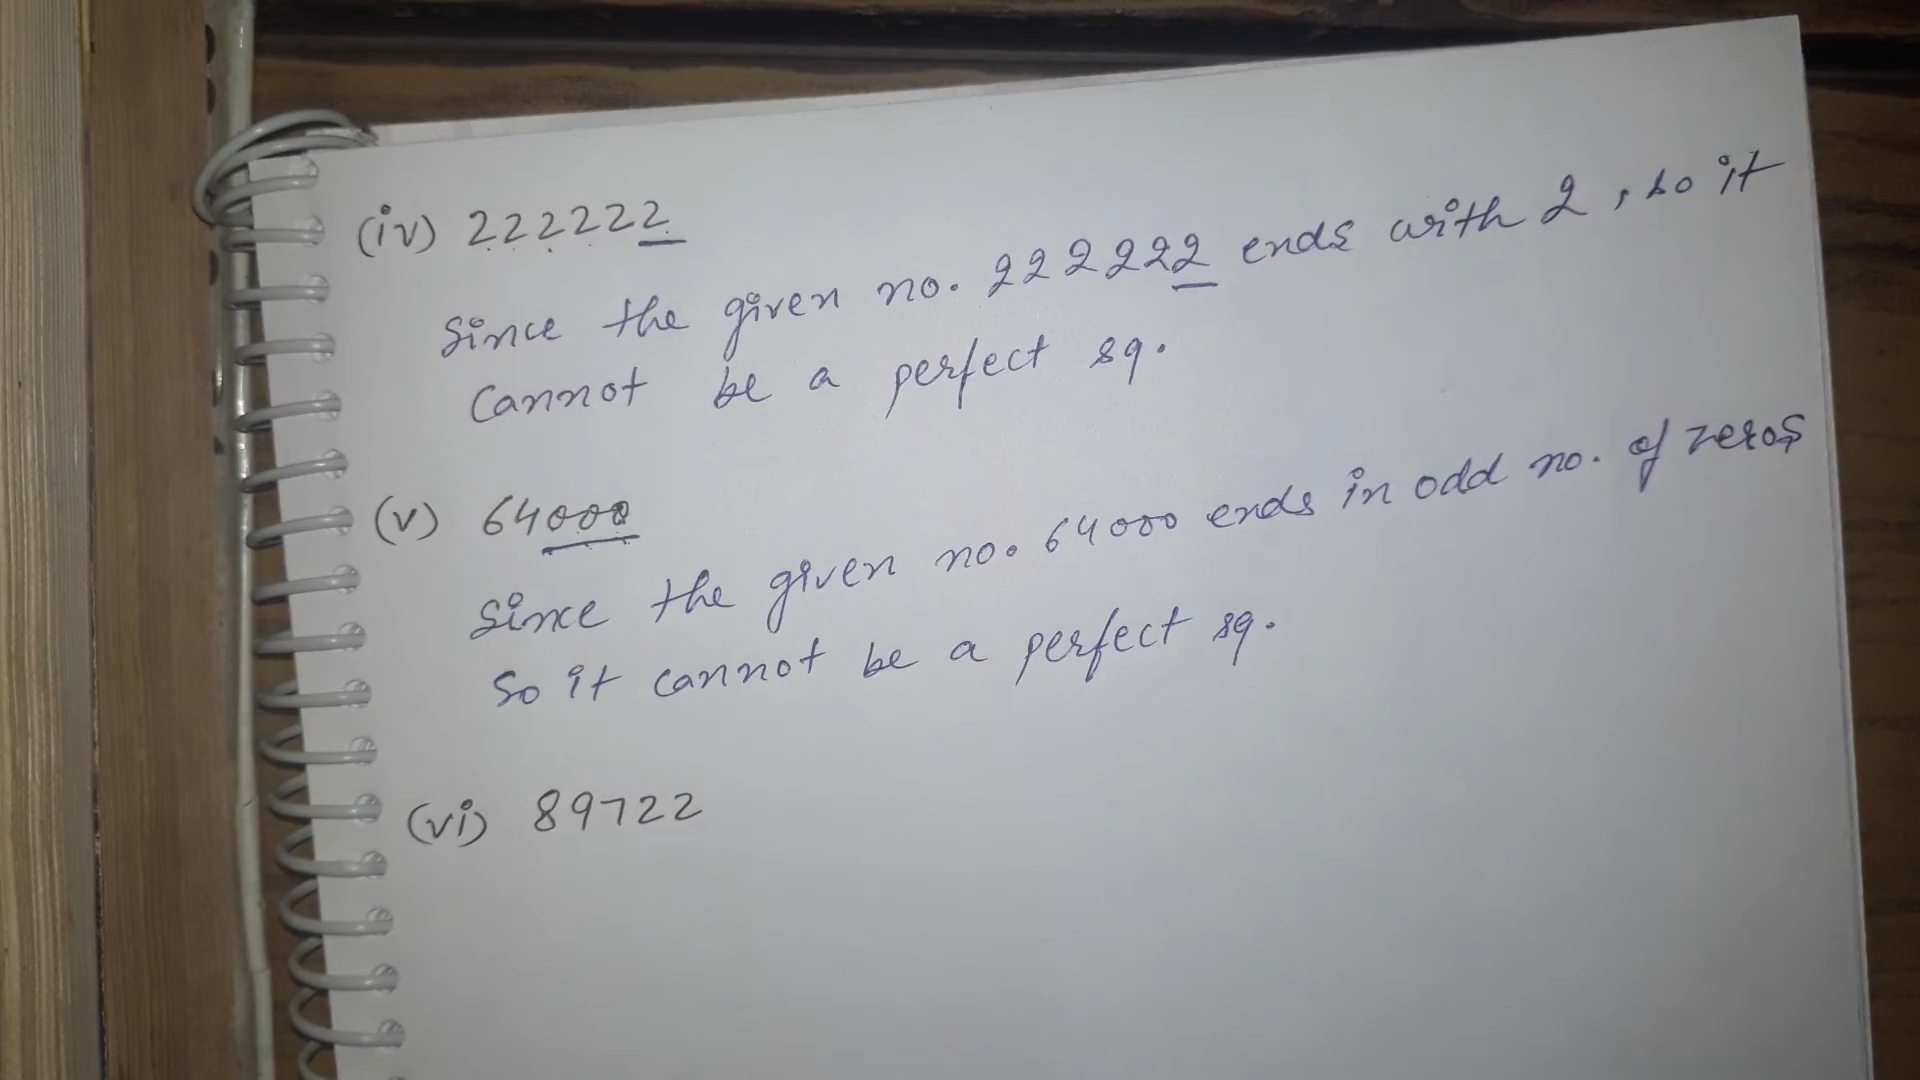 (iv) 222222
Since the given no. 222222 ends with 2, so it
cannot be a perfect sq.
(v) 64000
Since the given no. 64000 ends in odd no. of zeros
So it cannot be a perfect sq.
(vi) 89722